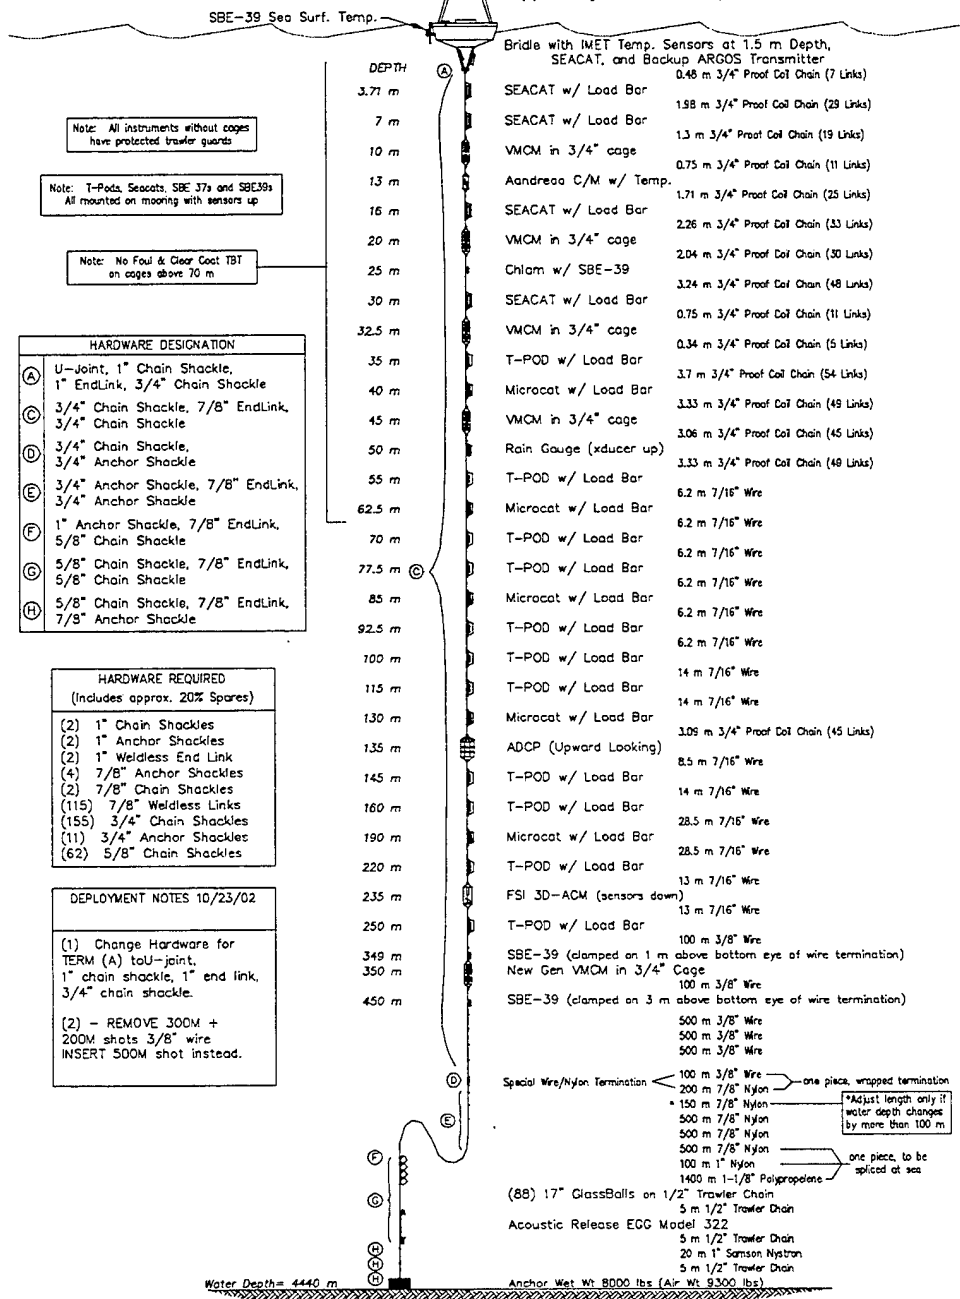 SBE-39 Sea Surf. Temp.
Bridle with IMET Temp. Sensors at 1.5 m Depth,
SEACAT, and Backup ARGOS Transmitter
DEPTH
A
0.48 m 3/4" Proof Coil Chain (7 Links)
3.71 m SEACAT w/ Load Bar
1.98 m 3/4" Proof Coil Chain (29 Links)
7 m SEACAT w/ Load Bar
1.3 m 3/4" Proof Coil Chain (19 Links)
10 m VMCM in 3/4" cage
0.75 m 3/4" Proof Coil Chain (11 Links)
13 m Aandreaa C/M w/ Temp.
1.71 m 3/4" Proof Coil Chain (25 Links)
16 m SEACAT w/ Load Bar
2.26 m 3/4" Proof Coil Chain (33 Links)
20 m VMCM in 3/4" cage
2.04 m 3/4" Proof Coil Chain (30 Links)
25 m Chlam w/ SBE-39
3.24 m 3/4" Proof Coil Chain (48 Links)
30 m SEACAT w/ Load Bar
0.75 m 3/4" Proof Coil Chain (11 Links)
32.5 m VMCM in 3/4" cage
0.34 m 3/4" Proof Coil Chain (5 Links)
35 m T-POD w/ Load Bar
3.7 m 3/4" Proof Coil Chain (54 Links)
40 m Microcat w/ Load Bar
3.33 m 3/4" Proof Coil Chain (49 Links)
45 m VMCM in 3/4" cage
3.06 m 3/4" Proof Coil Chain (45 Links)
50 m Rain Gauge (xducer up)
3.33 m 3/4" Proof Coil Chain (49 Links)
55 m T-POD w/ Load Bar
6.2 m 7/16" Wire
62.5 m Microcat w/ Load Bar
6.2 m 7/16" Wire
70 m T-POD w/ Load Bar
6.2 m 7/16" Wire
77.5 m C T-POD w/ Load Bar
6.2 m 7/16" Wire
85 m Microcat w/ Load Bar
6.2 m 7/16" Wire
92.5 m T-POD w/ Load Bar
6.2 m 7/16" Wire
100 m T-POD w/ Load Bar
14 m 7/16" Wire
115 m T-POD w/ Load Bar
14 m 7/16" Wire
130 m Microcat w/ Load Bar
3.09 m 3/4" Proof Coil Chain (45 Links)
135 m ADCP (Upward Looking)
8.5 m 7/16" Wire
145 m T-POD w/ Load Bar
14 m 7/16" Wire
160 m T-POD w/ Load Bar
28.5 m 7/16" Wire
190 m Microcat w/ Load Bar
28.5 m 7/16" Wire
220 m T-POD w/ Load Bar
13 m 7/16" Wire
235 m FSI 3D-ACM (sensors down)
13 m 7/16" Wire
250 m T-POD w/ Load Bar
100 m 3/8" Wire
349 m SBE-39 (clamped on 1 m above bottom eye of wire termination)
350 m New Gen VMCM in 3/4" Cage
100 m 3/8" Wire
450 m SBE-39 (clamped on 3 m above bottom eye of wire termination)
500 m 3/8" Wire
500 m 3/8" Wire
500 m 3/8" Wire
D Special Wire/Nylon Termination
100 m 3/8" Wire
200 m 7/8" Nylon
one piece, wrapped termination
* 150 m 7/8" Nylon
*Adjust length only if
water depth changes
by more than 100 m
500 m 7/8" Nylon
E
500 m 7/8" Nylon
500 m 7/8" Nylon
100 m 1" Nylon
1400 m 1-1/8" Polypropelene
one piece, to be
spliced at sea
F
(88) 17" GlassBalls on 1/2" Trawler Chain
G
5 m 1/2" Trawler Chain
Acoustic Release EGG Model 322
5 m 1/2" Trawler Chain
H
20 m 1" Samson Nystron
H
5 m 1/2" Trawler Chain
H
Water Depth= 4440 m Anchor Wet Wt 8000 lbs (Air Wt 9300 lbs)
Note: All instruments without cages
have protected trawler guards
Note: T-Pods, Seacats, SBE 37s and SBE39s
All mounted on mooring with sensors up
Note: No Foul & Clear Coat TBT
on cages above 70 m
HARDWARE DESIGNATION
A U-Joint, 1" Chain Shackle,
1" EndLink, 3/4" Chain Shackle
C 3/4" Chain Shackle, 7/8" EndLink,
3/4" Chain Shackle
D 3/4" Chain Shackle,
3/4" Anchor Shackle
E 3/4" Anchor Shackle, 7/8" EndLink,
3/4" Anchor Shackle
F 1" Anchor Shackle, 7/8" EndLink,
5/8" Chain Shackle
G 5/8" Chain Shackle, 7/8" EndLink,
5/8" Chain Shackle
H 5/8" Chain Shackle, 7/8" EndLink,
7/8" Anchor Shackle
HARDWARE REQUIRED
(Includes approx. 20% Spares)
(2) 1" Chain Shackles
(2) 1" Anchor Shackles
(2) 1" Weldless End Link
(4) 7/8" Anchor Shackles
(2) 7/8" Chain Shackles
(115) 7/8" Weldless Links
(155) 3/4" Chain Shackles
(11) 3/4" Anchor Shackles
(62) 5/8" Chain Shackles
DEPLOYMENT NOTES 10/23/02
(1) Change Hardware for
TERM (A) toU-joint,
1" chain shackle, 1" end link,
3/4" chain shackle.
(2) - REMOVE 300M +
200M shots 3/8" wire
INSERT 500M shot instead.